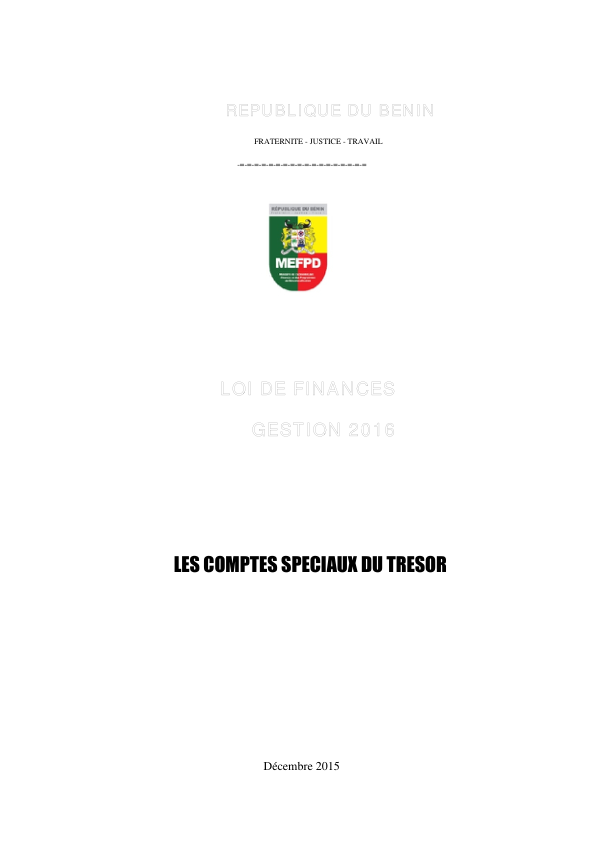 REPUBLIQUE DU BENIN
FRATERNITE - JUSTICE - TRAVAIL
-=-=-=-=-=-=-=-=-=-=-=-=-=-=-=-=-=-=
REPUBLIQUE DU BENIN
MEFPD
LOI DE FINANCES
GESTION 2016
LES COMPTES SPECIAUX DU TRESOR
Décembre 2015